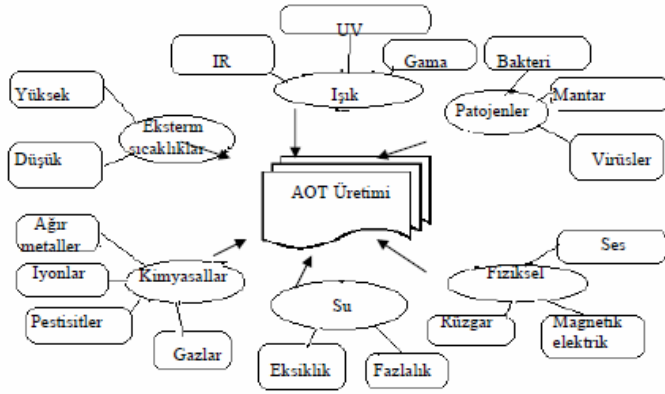 UV
IR
Gama
Işık
Bakteri
Mantar
Patojenler
Virüsler
Yüksek
Eksterm
sıcaklıklar
Düşük
AOT Üretimi
Ağır
metaller
Iyonlar
Kimyasallar
Pestisitler
Gazlar
Su
Eksiklik
Fazlalık
Ses
Fiziksel
Rüzgar
Magnetik
elektrik